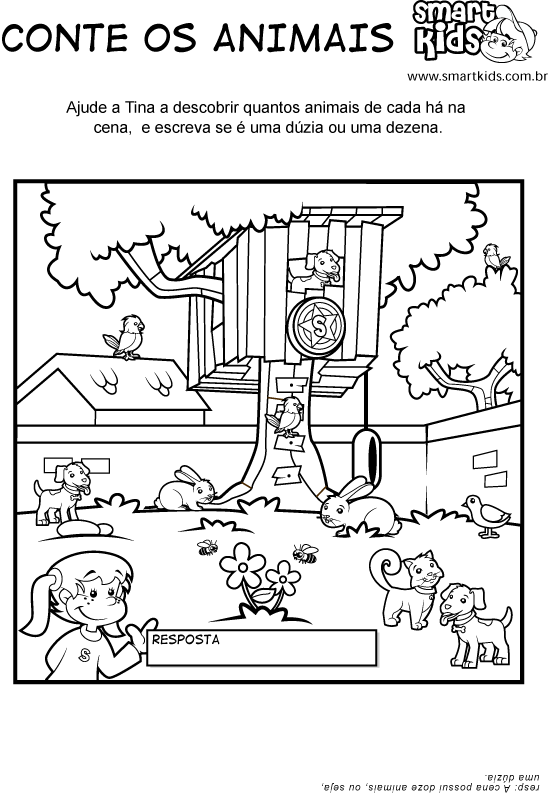 CONTE OS ANIMAIS
smart
kids
www.smartkids.com.br
Ajude a Tina a descobrir quantos animais de cada há na
cena, e escreva se é uma dúzia ou uma dezena.
S
S
RESPOSTA
resp: A cena possui doze animais, ou seja,
uma dúzia.